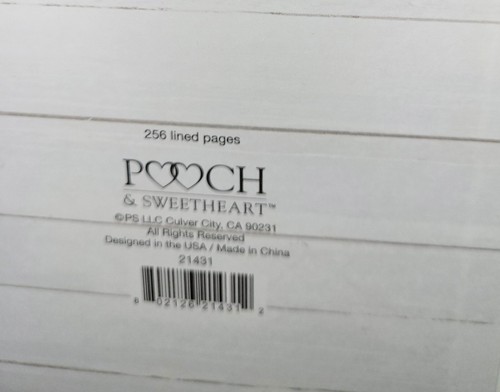 256 lined pages
POOCH
& SWEETHEART™
©PS LLC Culver City, CA 90231
All Rights Reserved
Designed in the USA / Made in China
21431
8 02126 21431 2